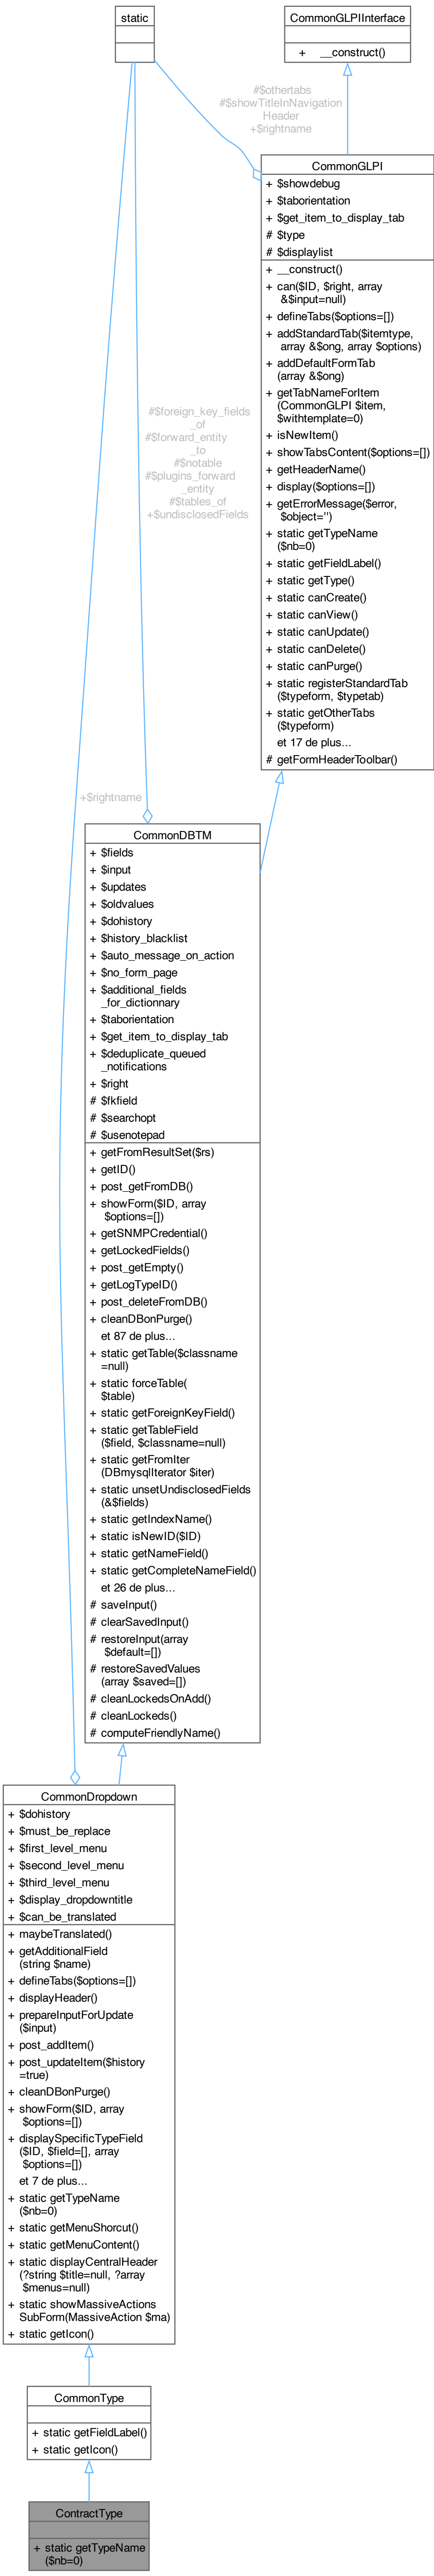 static
CommonGLPIInterface
+ __construct()
#$othertabs
#$showTitleInNavigation
Header
+$rightname
CommonGLPI
+ $showdebug
+ $taborientation
+ $get_item_to_display_tab
# $type
# $displaylist
+ __construct()
+ can($ID, $right, array
&$input=null)
+ defineTabs($options=[])
+ addStandardTab($itemtype,
array &$ong, array $options)
+ addDefaultFormTab
(array &$ong)
+ getTabNameForItem
(CommonGLPI $item,
$withtemplate=0)
+ isNewItem()
+ showTabsContent($options=[])
+ getHeaderName()
+ display($options=[])
+ getErrorMessage($error,
$object='')
+ static getTypeName
($nb=0)
+ static getFieldLabel()
+ static getType()
+ static canCreate()
+ static canView()
+ static canUpdate()
+ static canDelete()
+ static canPurge()
+ static registerStandardTab
($typeform, $typetab)
+ static getOtherTabs
($typeform)
et 17 de plus...
# getFormHeaderToolbar()
#$foreign_key_fields
_of
#$forward_entity
_to
#$notable
#$plugins_forward
_entity
#$tables_of
+$undisclosedFields
+$rightname
CommonDBTM
+ $fields
+ $input
+ $updates
+ $oldvalues
+ $dohistory
+ $history_blacklist
+ $auto_message_on_action
+ $no_form_page
+ $additional_fields
_for_dictionnary
+ $taborientation
+ $get_item_to_display_tab
+ $deduplicate_queued
_notifications
+ $right
# $fkfield
# $searchopt
# $usenotepad
+ getFromResultSet($rs)
+ getID()
+ post_getFromDB()
+ showForm($ID, array
$options=[])
+ getSNMPCredential()
+ getLockedFields()
+ post_getEmpty()
+ getLogTypeID()
+ post_deleteFromDB()
+ cleanDBonPurge()
et 87 de plus...
+ static getTable($classname
=null)
+ static forceTable(
$table)
+ static getForeignKeyField()
+ static getTableField
($field, $classname=null)
+ static getFromIter
(DBmysqlIterator $iter)
+ static unsetUndisclosedFields
(&$fields)
+ static getIndexName()
+ static isNewID($ID)
+ static getNameField()
+ static getCompleteNameField()
et 26 de plus...
# saveInput()
# clearSavedInput()
# restoreInput(array
$default=[])
# restoreSavedValues
(array $saved=[])
# cleanLockedsOnAdd()
# cleanLockeds()
# computeFriendlyName()
CommonDropdown
+ $dohistory
+ $must_be_replace
+ $first_level_menu
+ $second_level_menu
+ $third_level_menu
+ $display_dropdowntitle
+ $can_be_translated
+ maybeTranslated()
+ getAdditionalField
(string $name)
+ defineTabs($options=[])
+ displayHeader()
+ prepareInputForUpdate
($input)
+ post_addItem()
+ post_updateItem($history
=true)
+ cleanDBonPurge()
+ showForm($ID, array
$options=[])
+ displaySpecificTypeField
($ID, $field=[], array
$options=[])
et 7 de plus...
+ static getTypeName
($nb=0)
+ static getMenuShorcut()
+ static getMenuContent()
+ static displayCentralHeader
(?string $title=null, ?array
$menus=null)
+ static showMassiveActions
SubForm(MassiveAction $ma)
+ static getIcon()
CommonType
+ static getFieldLabel()
+ static getIcon()
ContractType
+ static getTypeName
($nb=0)